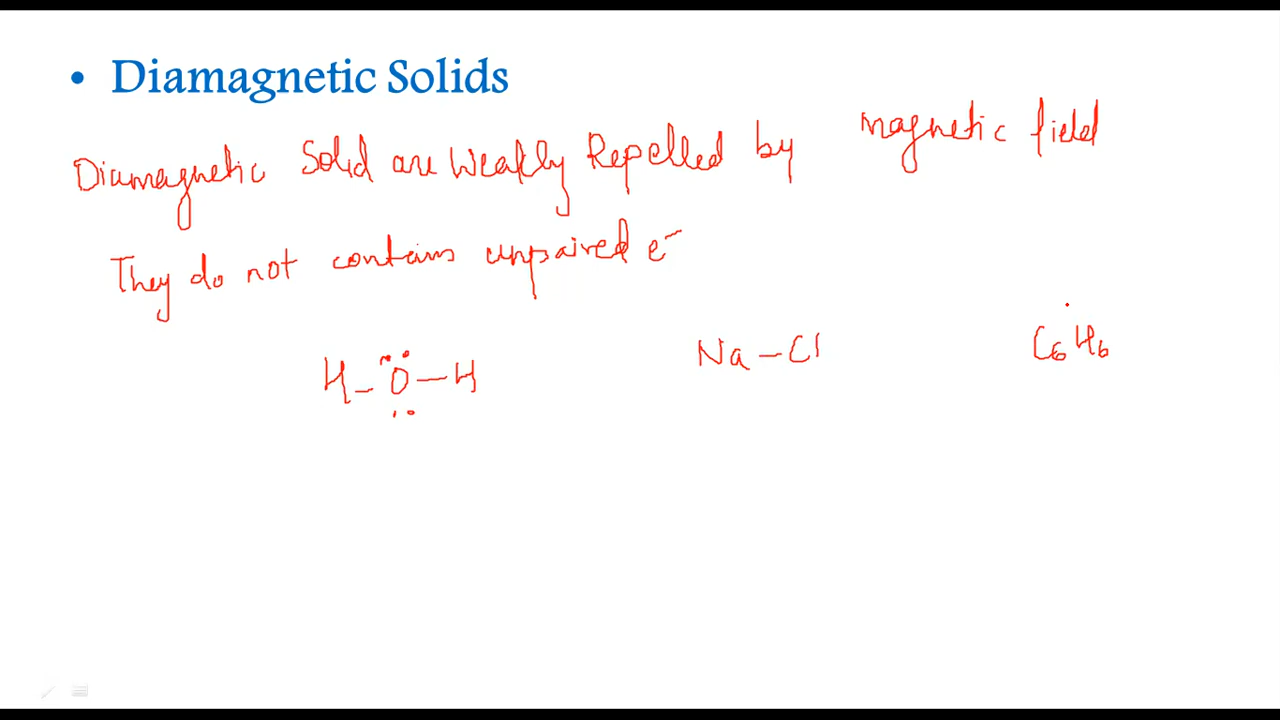 • Diamagnetic Solids
Diamagnetic Solid are Weakly Repelled by magnetic field
They do not contains unpaired e⁻
H-O-H Na-Cl C6H6